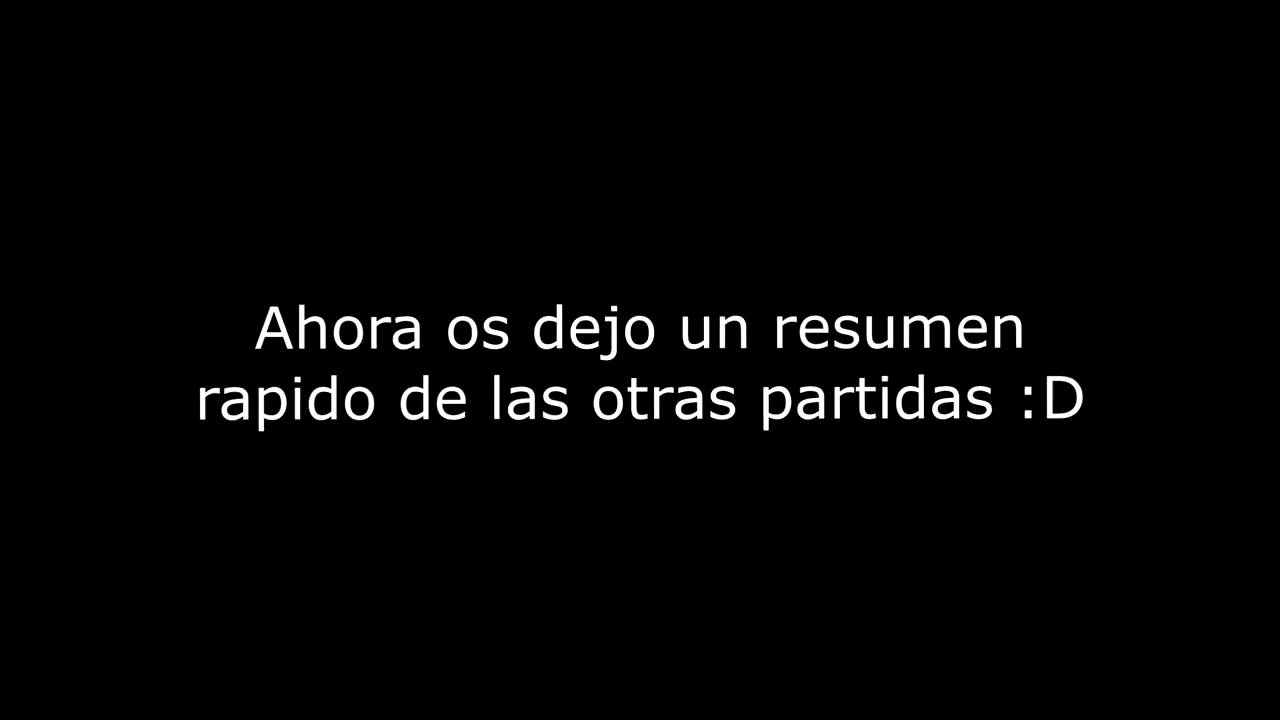 Ahora os dejo un resumen
rapido de las otras partidas :D